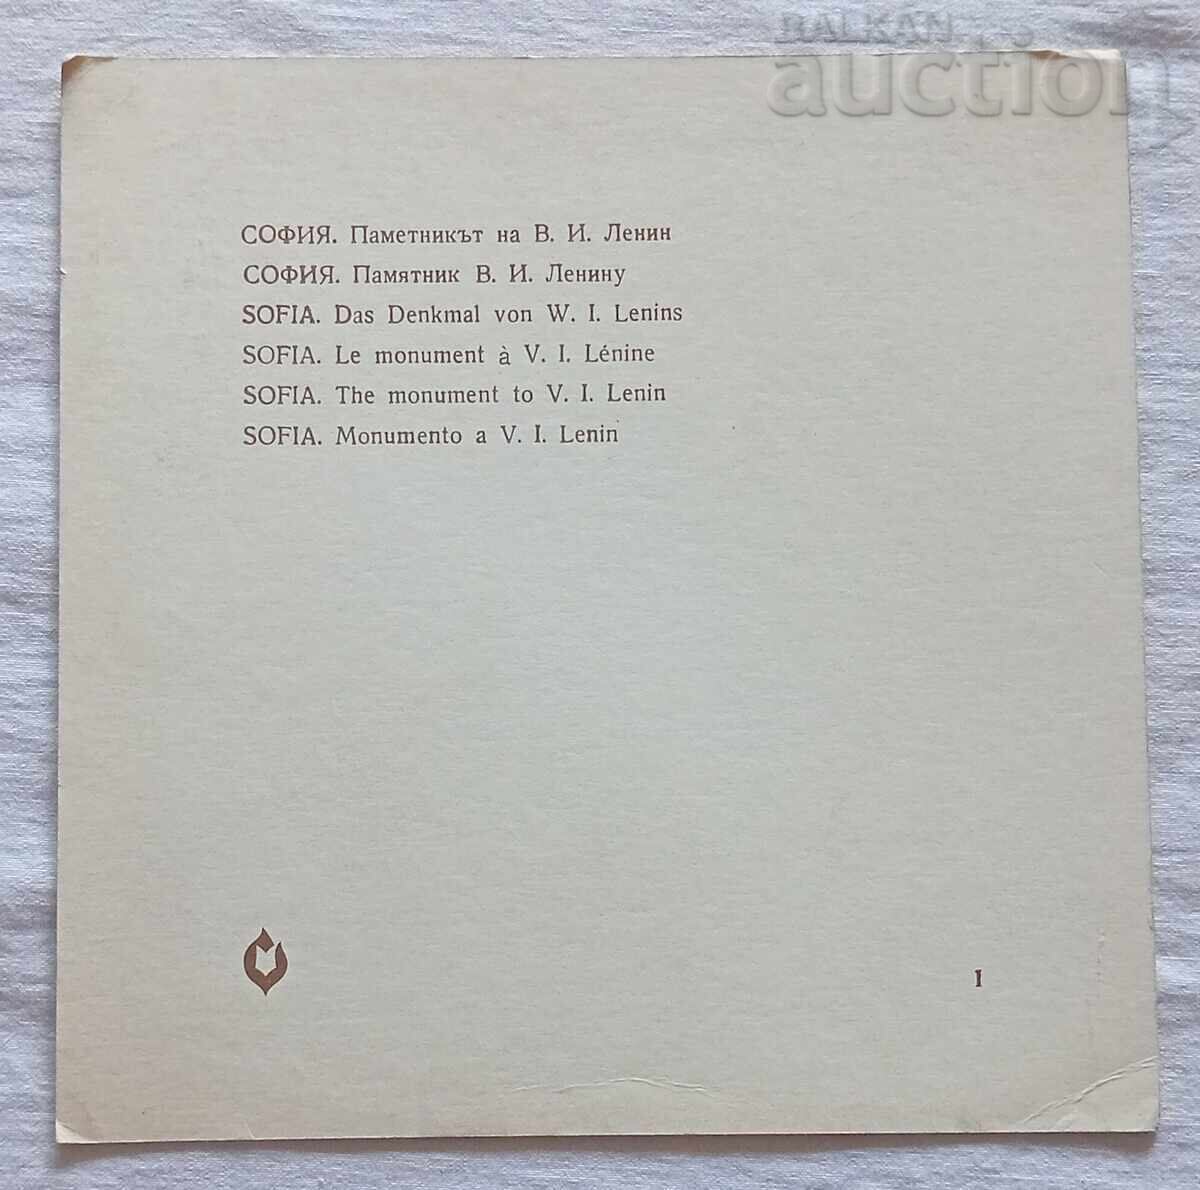 BALKAN
auction
СОФИЯ. Паметникът на В. И. Ленин
СОФИЯ. Памятник В. И. Ленину
SOFIA. Das Denkmal von W. I. Lenins
SOFIA. Le monument à V. I. Lénine
SOFIA. The monument to V. I. Lenin
SOFIA. Monumento a V. I. Lenin
1